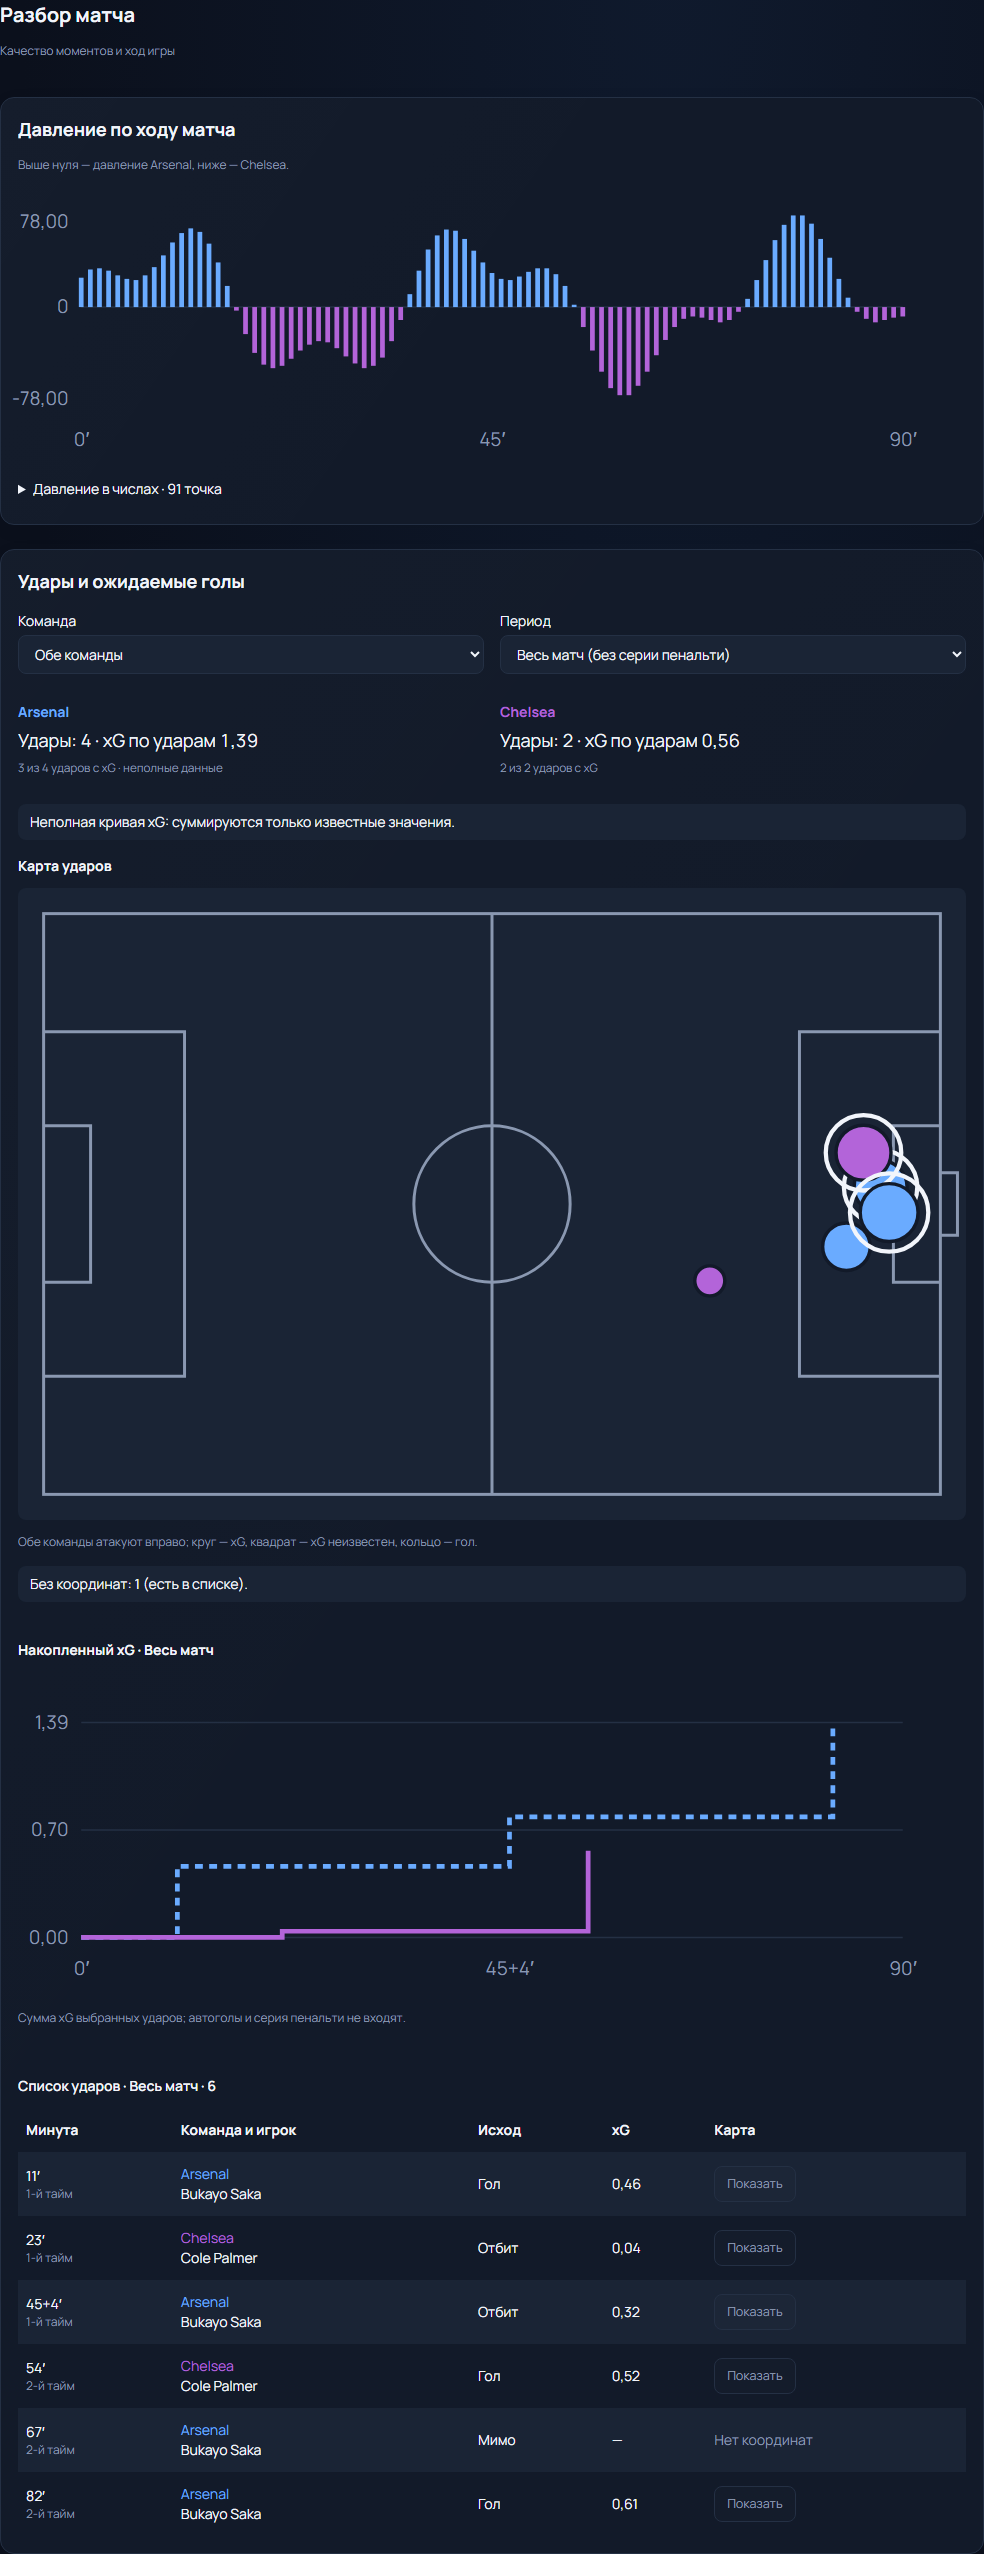 Разбор матча
Качество моментов и ход игры
Давление по ходу матча
Выше нуля — давление Arsenal, ниже — Chelsea.
78,00
0
-78,00
0′ 45′ 90′
Давление в числах · 91 точка
Удары и ожидаемые голы
Команда Период
Обе команды Весь матч (без серии пенальти)
Arsenal Chelsea
Удары: 4 · xG по ударам 1,39 Удары: 2 · xG по ударам 0,56
3 из 4 ударов с xG · неполные данные 2 из 2 ударов с xG
Неполная кривая xG: суммируются только известные значения.
Карта ударов
Обе команды атакуют вправо; круг — xG, квадрат — xG неизвестен, кольцо — гол.
Без координат: 1 (есть в списке).
Накопленный xG · Весь матч
1,39
0,70
0,00
0′ 45+4′ 90′
Сумма xG выбранных ударов; автоголы и серия пенальти не входят.
Список ударов · Весь матч · 6
Минута Команда и игрок Исход xG Карта
11′ 1-й тайм Arsenal Bukayo Saka Гол 0,46 Показать
23′ 1-й тайм Chelsea Cole Palmer Отбит 0,04 Показать
45+4′ 1-й тайм Arsenal Bukayo Saka Отбит 0,32 Показать
54′ 2-й тайм Chelsea Cole Palmer Гол 0,52 Показать
67′ 2-й тайм Arsenal Bukayo Saka Мимо — Нет координат
82′ 2-й тайм Arsenal Bukayo Saka Гол 0,61 Показать